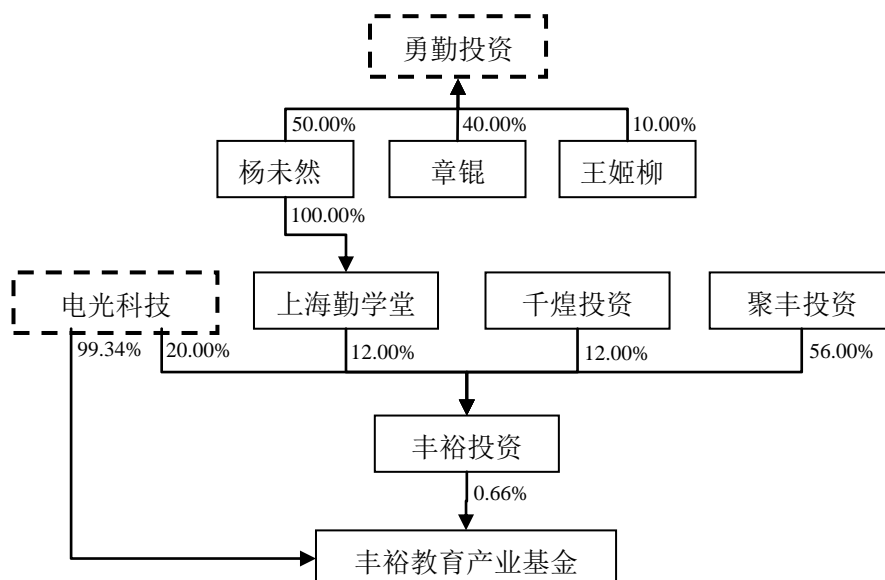 勇勤投资
50.00%
40.00%
10.00%
杨未然
章锟
王姬柳
100.00%
电光科技
上海勤学堂
千煌投资
聚丰投资
99.34%
20.00%
12.00%
12.00%
56.00%
丰裕投资
0.66%
丰裕教育产业基金